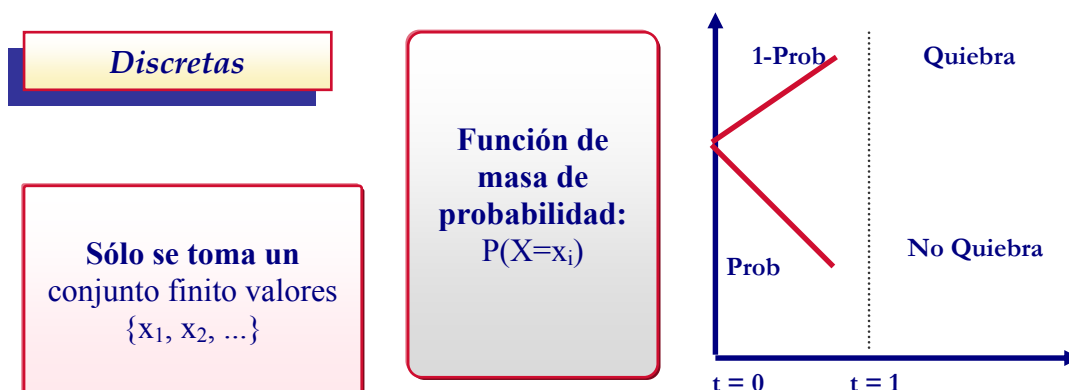 Discretas
Sólo se toma un
conjunto finito valores
{x₁, x₂, ...}
Función de
masa de
probabilidad:
P(X=xᵢ)
1-Prob
Quiebra
Prob
No Quiebra
t = 0
t = 1